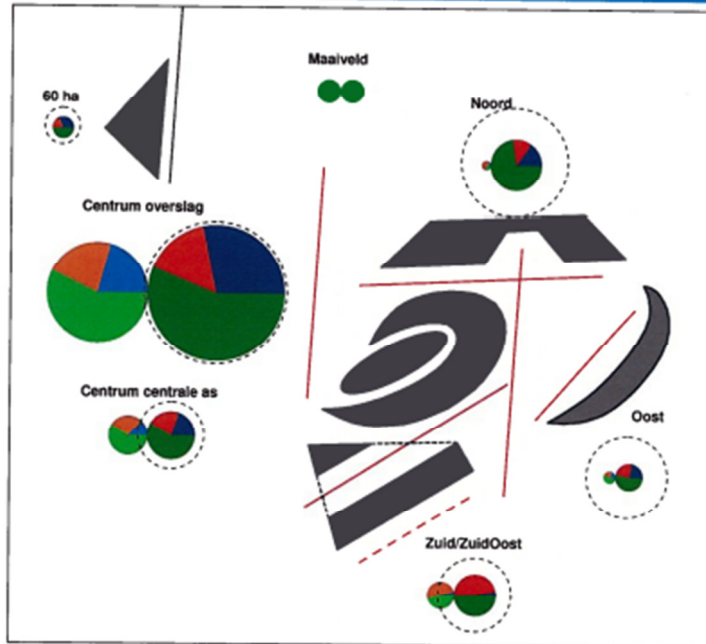 Maaiveld
60 ha
Noord
Centrum overslag
Centrum centrale as
Oost
Zuid/ZuidOost